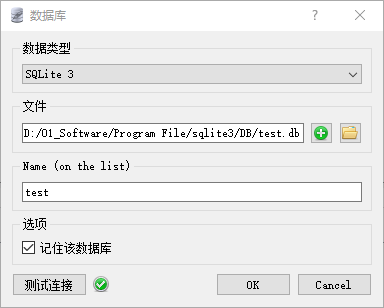 数据库
数据类型
SQLite 3
文件
D:/01_Software/Program File/sqlite3/DB/test.db
Name (on the list)
test
选项
记住该数据库
测试连接
OK
Cancel